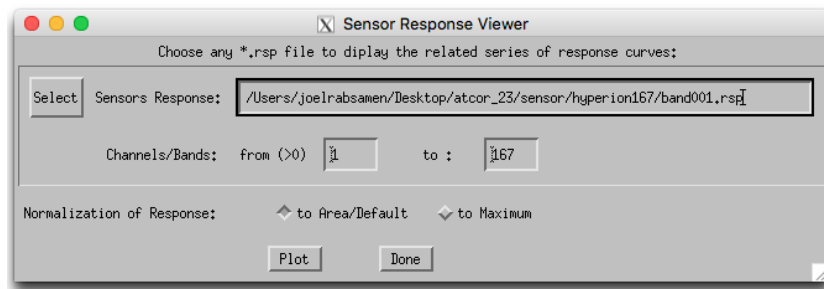 Sensor Response Viewer
Choose any *.rsp file to diplay the related series of response curves:
Select Sensors Response: /Users/joelrabsamen/Desktop/atcor_23/sensor/hyperion167/band001.rsp
Channels/Bands: from (>0) 1 to : 167
Normalization of Response: to Area/Default to Maximum
Plot Done